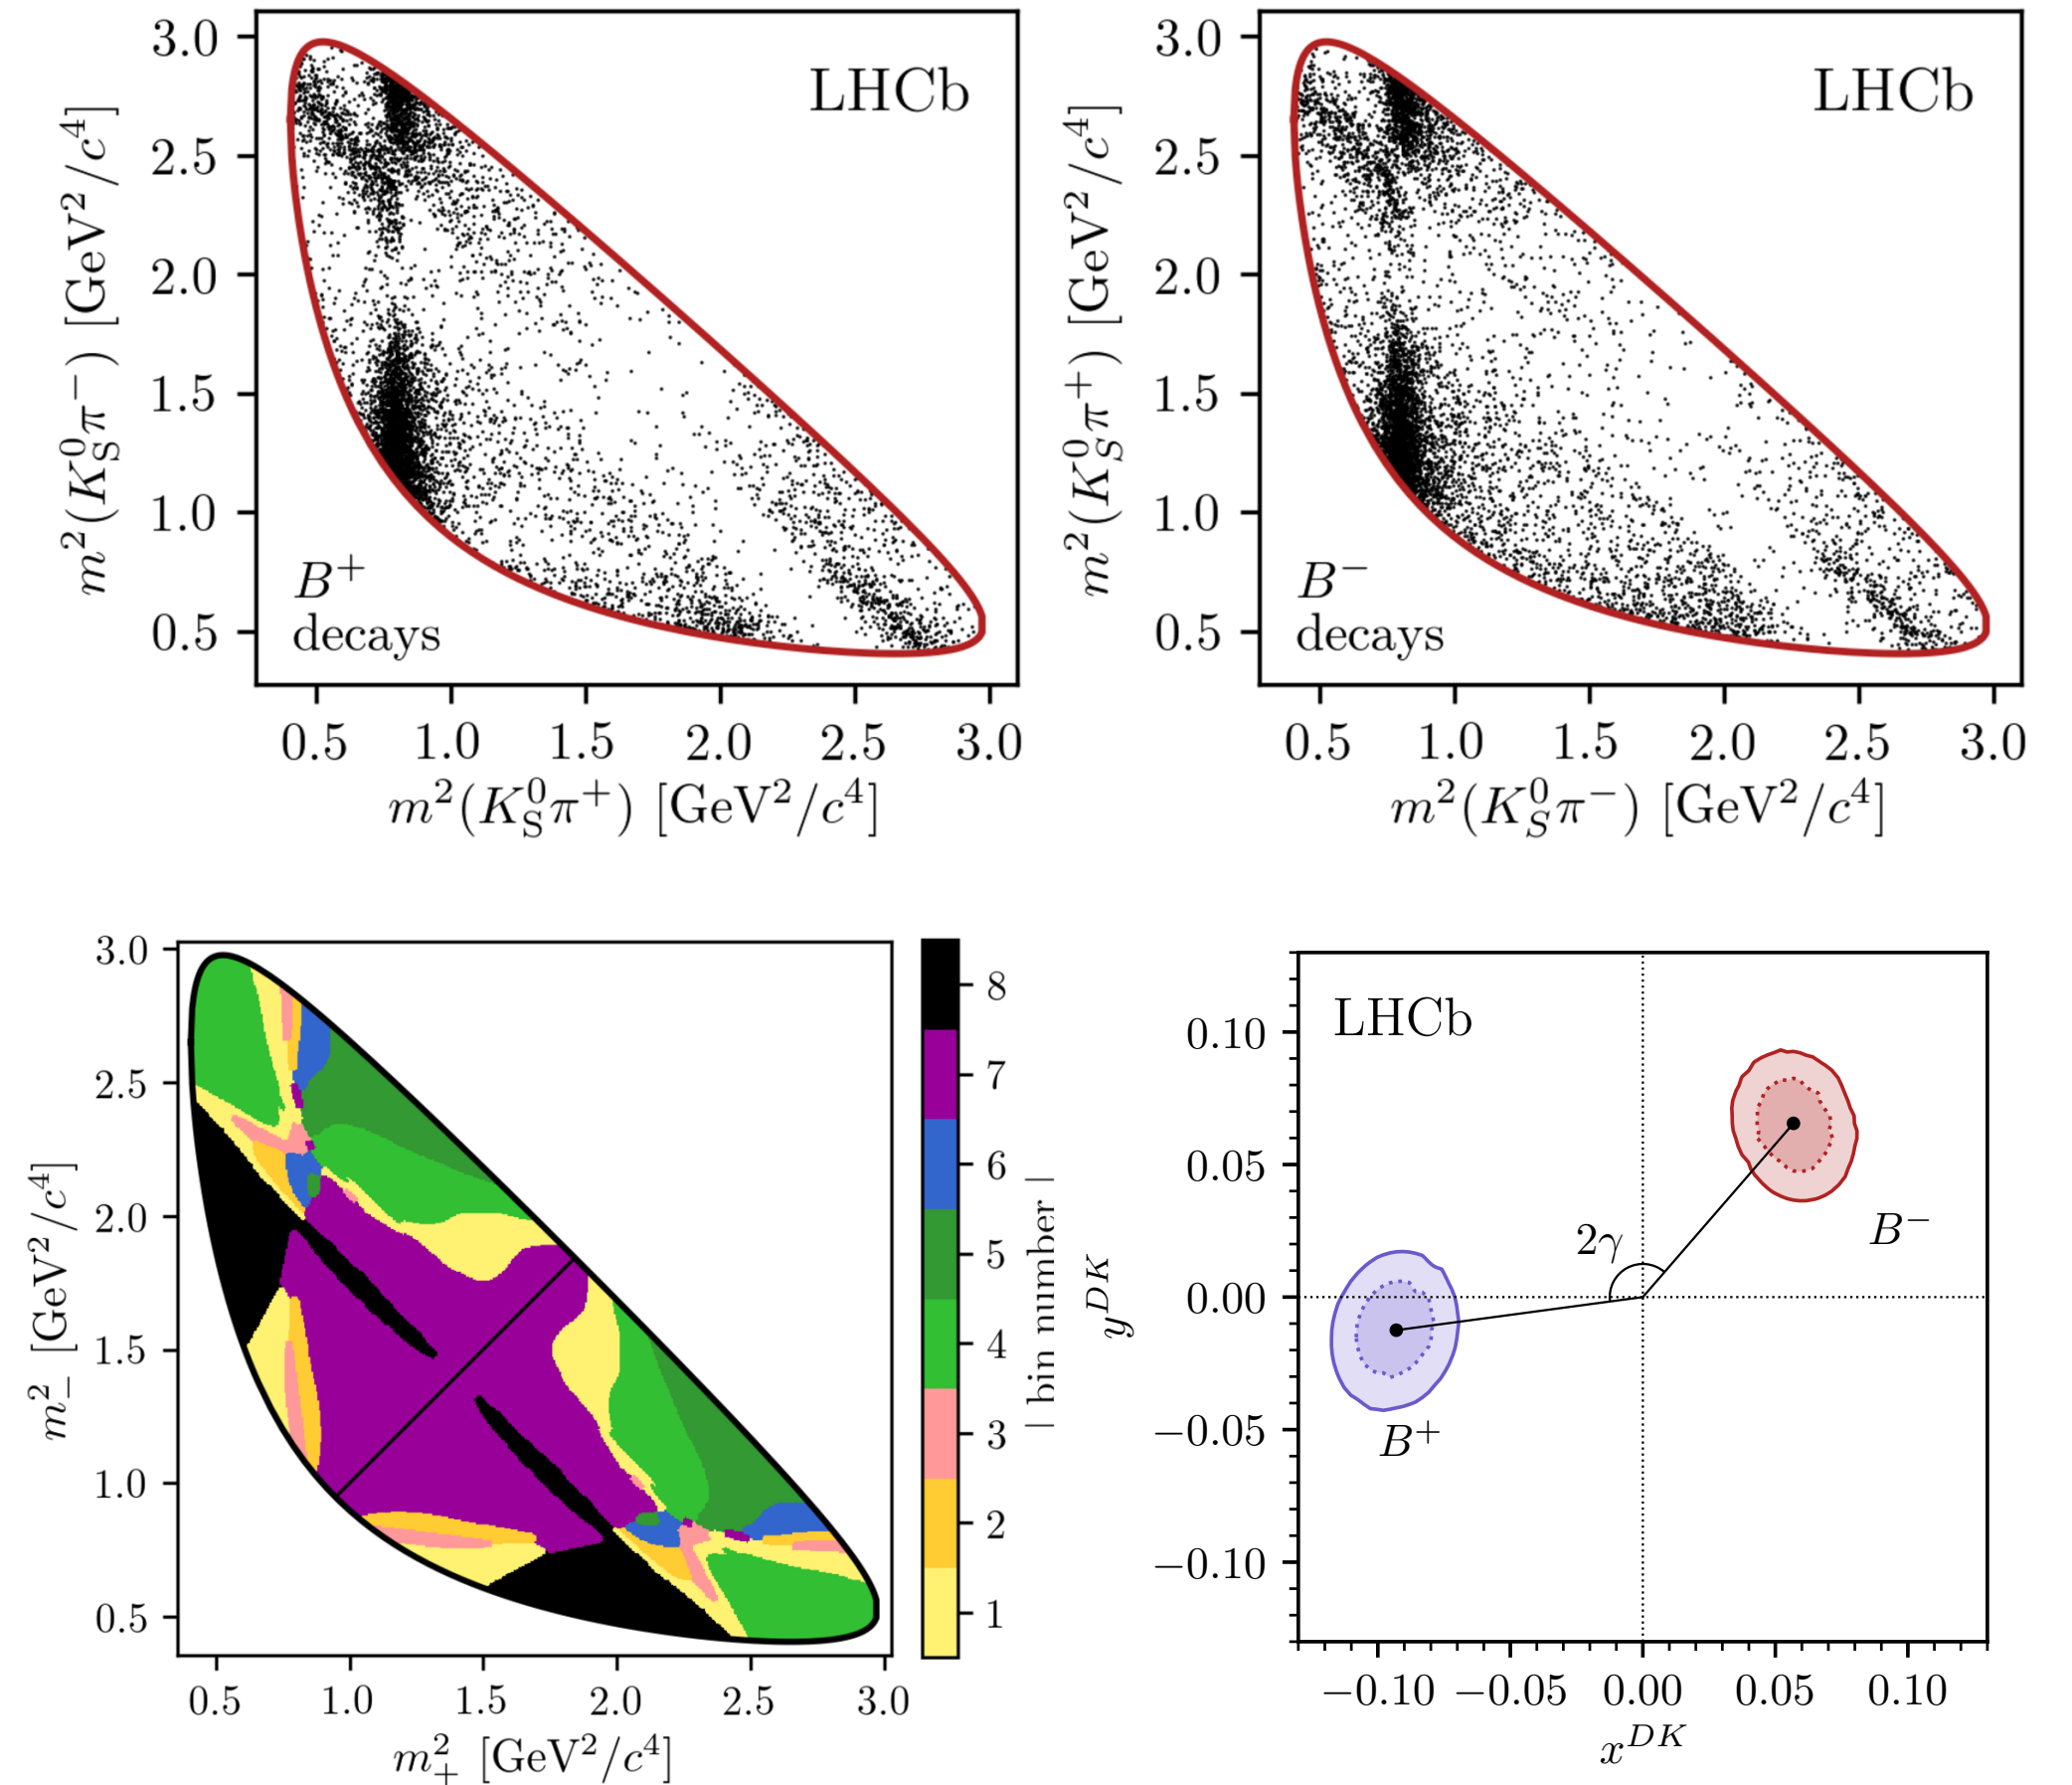 3.0
2.5
2.0
1.5
1.0
0.5
m²(K⁰_Sπ⁻) [GeV²/c⁴]
LHCb
B⁺
decays
0.5 1.0 1.5 2.0 2.5 3.0
m²(K⁰_Sπ⁺) [GeV²/c⁴]
3.0
2.5
2.0
1.5
1.0
0.5
m²(K⁰_Sπ⁺) [GeV²/c⁴]
LHCb
B⁻
decays
0.5 1.0 1.5 2.0 2.5 3.0
m²(K⁰_Sπ⁻) [GeV²/c⁴]
3.0
2.5
2.0
1.5
1.0
0.5
m²₋ [GeV²/c⁴]
0.5 1.0 1.5 2.0 2.5 3.0
m²₊ [GeV²/c⁴]
8
7
6
5
4
3
2
1
| bin number |
LHCb
0.10
0.05
0.00
−0.05
−0.10
y^{DK}
2γ
B⁻
B⁺
−0.10 −0.05 0.00 0.05 0.10
x^{DK}